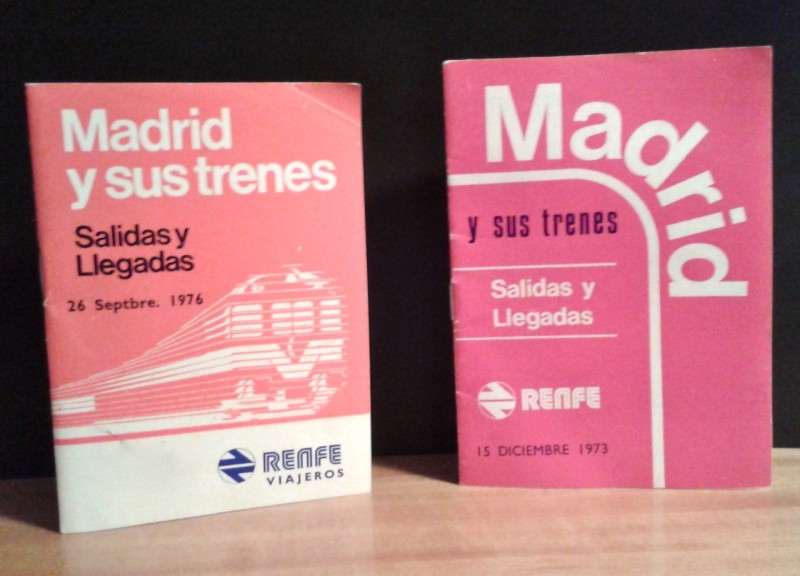 Madrid
y sus trenes
Salidas y
Llegadas
26 Septbre. 1976
RENFE
VIAJEROS
Madrid
y sus trenes
Salidas y
Llegadas
RENFE
15 DICIEMBRE 1973